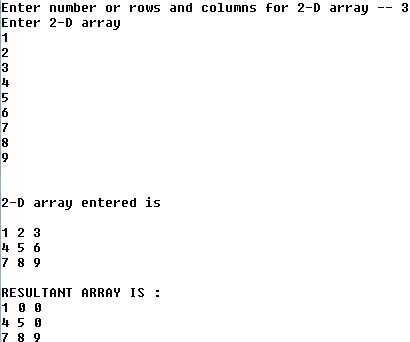 Enter number or rows and columns for 2-D array -- 3
Enter 2-D array
1
2
3
4
5
6
7
8
9
2-D array entered is
1 2 3
4 5 6
7 8 9
RESULTANT ARRAY IS :
1 0 0
4 5 0
7 8 9